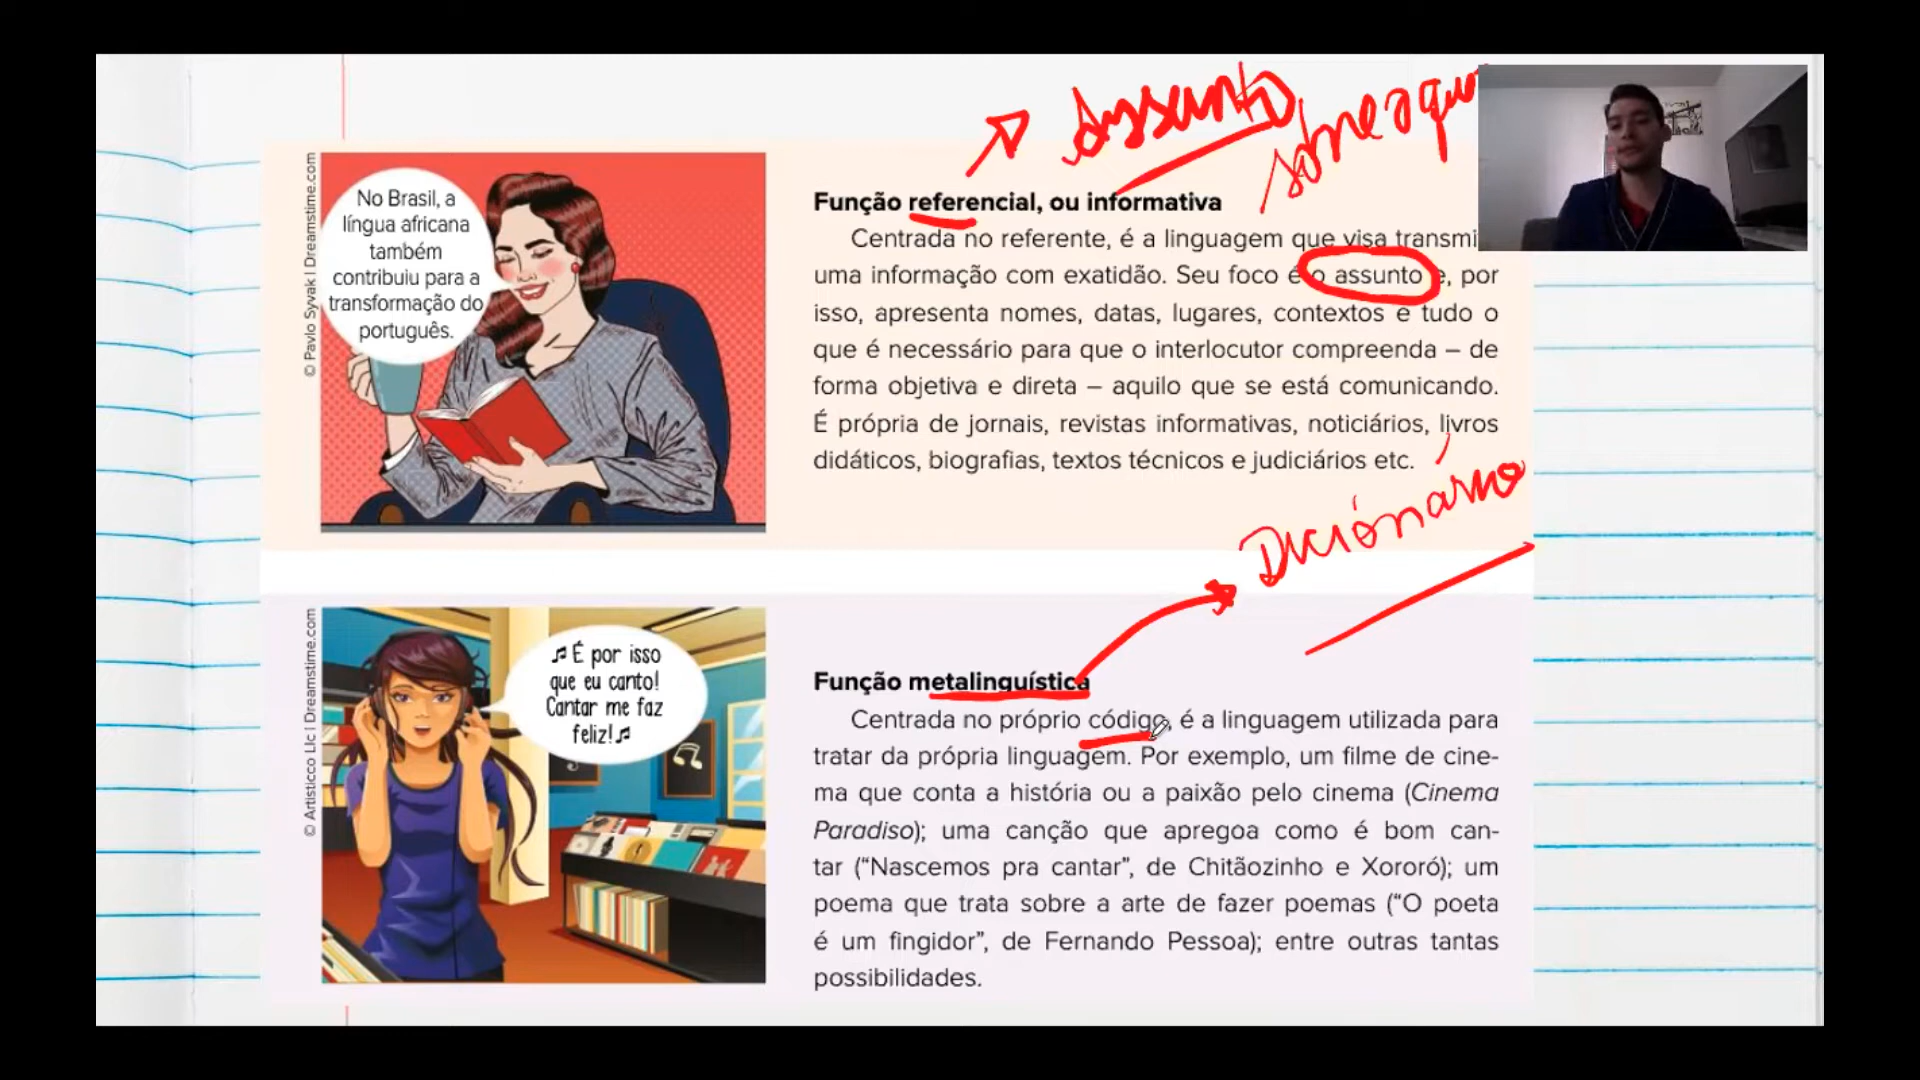 Assunto
sobre o que
© Pavlo Syvak | Dreamstime.com
No Brasil, a
língua africana
também
contribuiu para a
transformação do
português.
Função referencial, ou informativa
Centrada no referente, é a linguagem que visa transmi
uma informação com exatidão. Seu foco é o assunto e, por
isso, apresenta nomes, datas, lugares, contextos e tudo o
que é necessário para que o interlocutor compreenda – de
forma objetiva e direta – aquilo que se está comunicando.
É própria de jornais, revistas informativas, noticiários, livros
didáticos, biografias, textos técnicos e judiciários etc.
Dicionário
© Artisticco Llc | Dreamstime.com
♫ É por isso
que eu canto!
Cantar me faz
feliz!♫
Função metalinguística
Centrada no próprio código, é a linguagem utilizada para
tratar da própria linguagem. Por exemplo, um filme de cine-
ma que conta a história ou a paixão pelo cinema (Cinema
Paradiso); uma canção que apregoa como é bom can-
tar (“Nascemos pra cantar”, de Chitãozinho e Xororó); um
poema que trata sobre a arte de fazer poemas (“O poeta
é um fingidor”, de Fernando Pessoa); entre outras tantas
possibilidades.